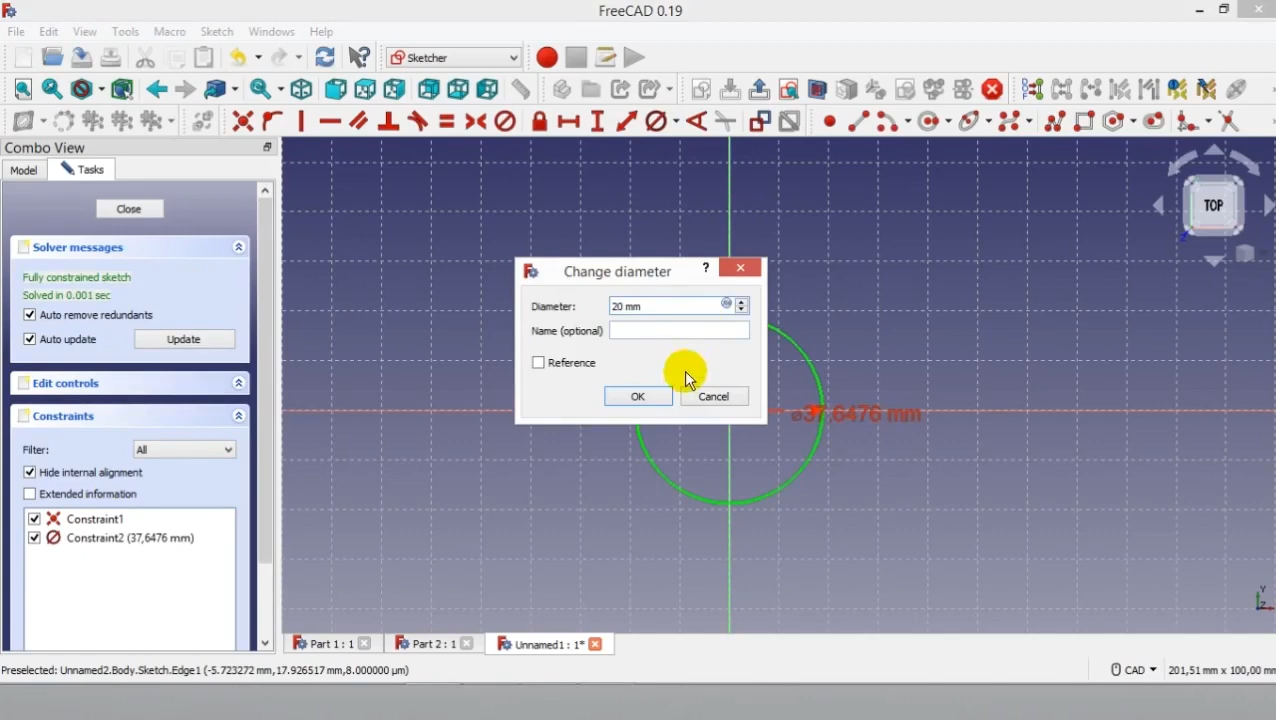 FreeCAD 0.19
File Edit View Tools Macro Sketch Windows Help
Sketcher
Combo View
Model Tasks
Close
Solver messages
Fully constrained sketch
Solved in 0.001 sec
Auto remove redundants
Auto update Update
Edit controls
Constraints
Filter: All
Hide internal alignment
Extended information
Constraint1
Constraint2 (37,6476 mm)
TOP
Z
Change diameter ?
Diameter: 20 mm
Name (optional)
Reference
OK Cancel
⌀37,6476 mm
Y
Z
Part 1 : 1 Part 2 : 1 Unnamed1 : 1*
Preselected: Unnamed2.Body.Sketch.Edge1 (-5.723272 mm,17.926517 mm,8.000000 µm) CAD 201,51 mm x 100,00 mm